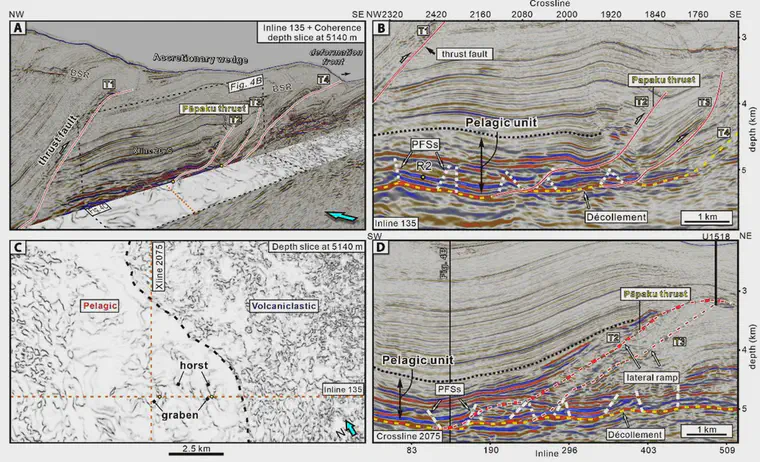 NW
SE
A
Inline 135 + Coherence
depth slice at 5140 m
Accretionary wedge
deformation
front
BSR
T1
Fig. 4B
BSR
T4
T3
Pāpaku thrust
T2
thrust fault
Crossline
NW2320
2420
2160
2080
2000
1920
1840
1760
SE
B
T1
thrust fault
3
Papaku thrust
T2
T3
4
Pelagic unit
T4
PFSs
R2
5
depth (km)
Décollement
Inline 135
1 km
C
Xline 2075
Depth slice at 5140 m
Pelagic
Volcaniclastic
horst
Inline 135
graben
N
2.5 km
SW
U1518
NE
D
Fig. 4B
3
Pāpaku thrust
T2
T3
4
Pelagic unit
lateral ramp
PFSs
5
depth (km)
Décollement
Crossline 2075
1 km
83
190
Inline
296
403
509